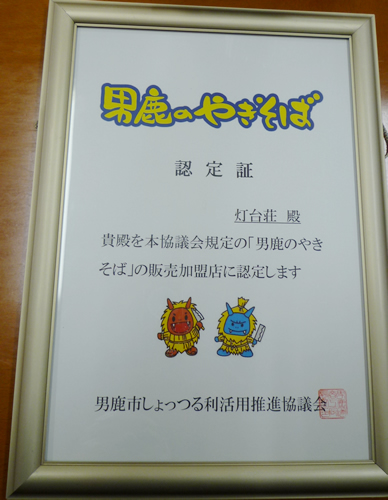 男鹿のやきそば
認定証
灯台荘 殿
貴殿を本協議会規定の「男鹿のやき
そば」の販売加盟店に認定します
男鹿市しょっつる利活用推進協議会